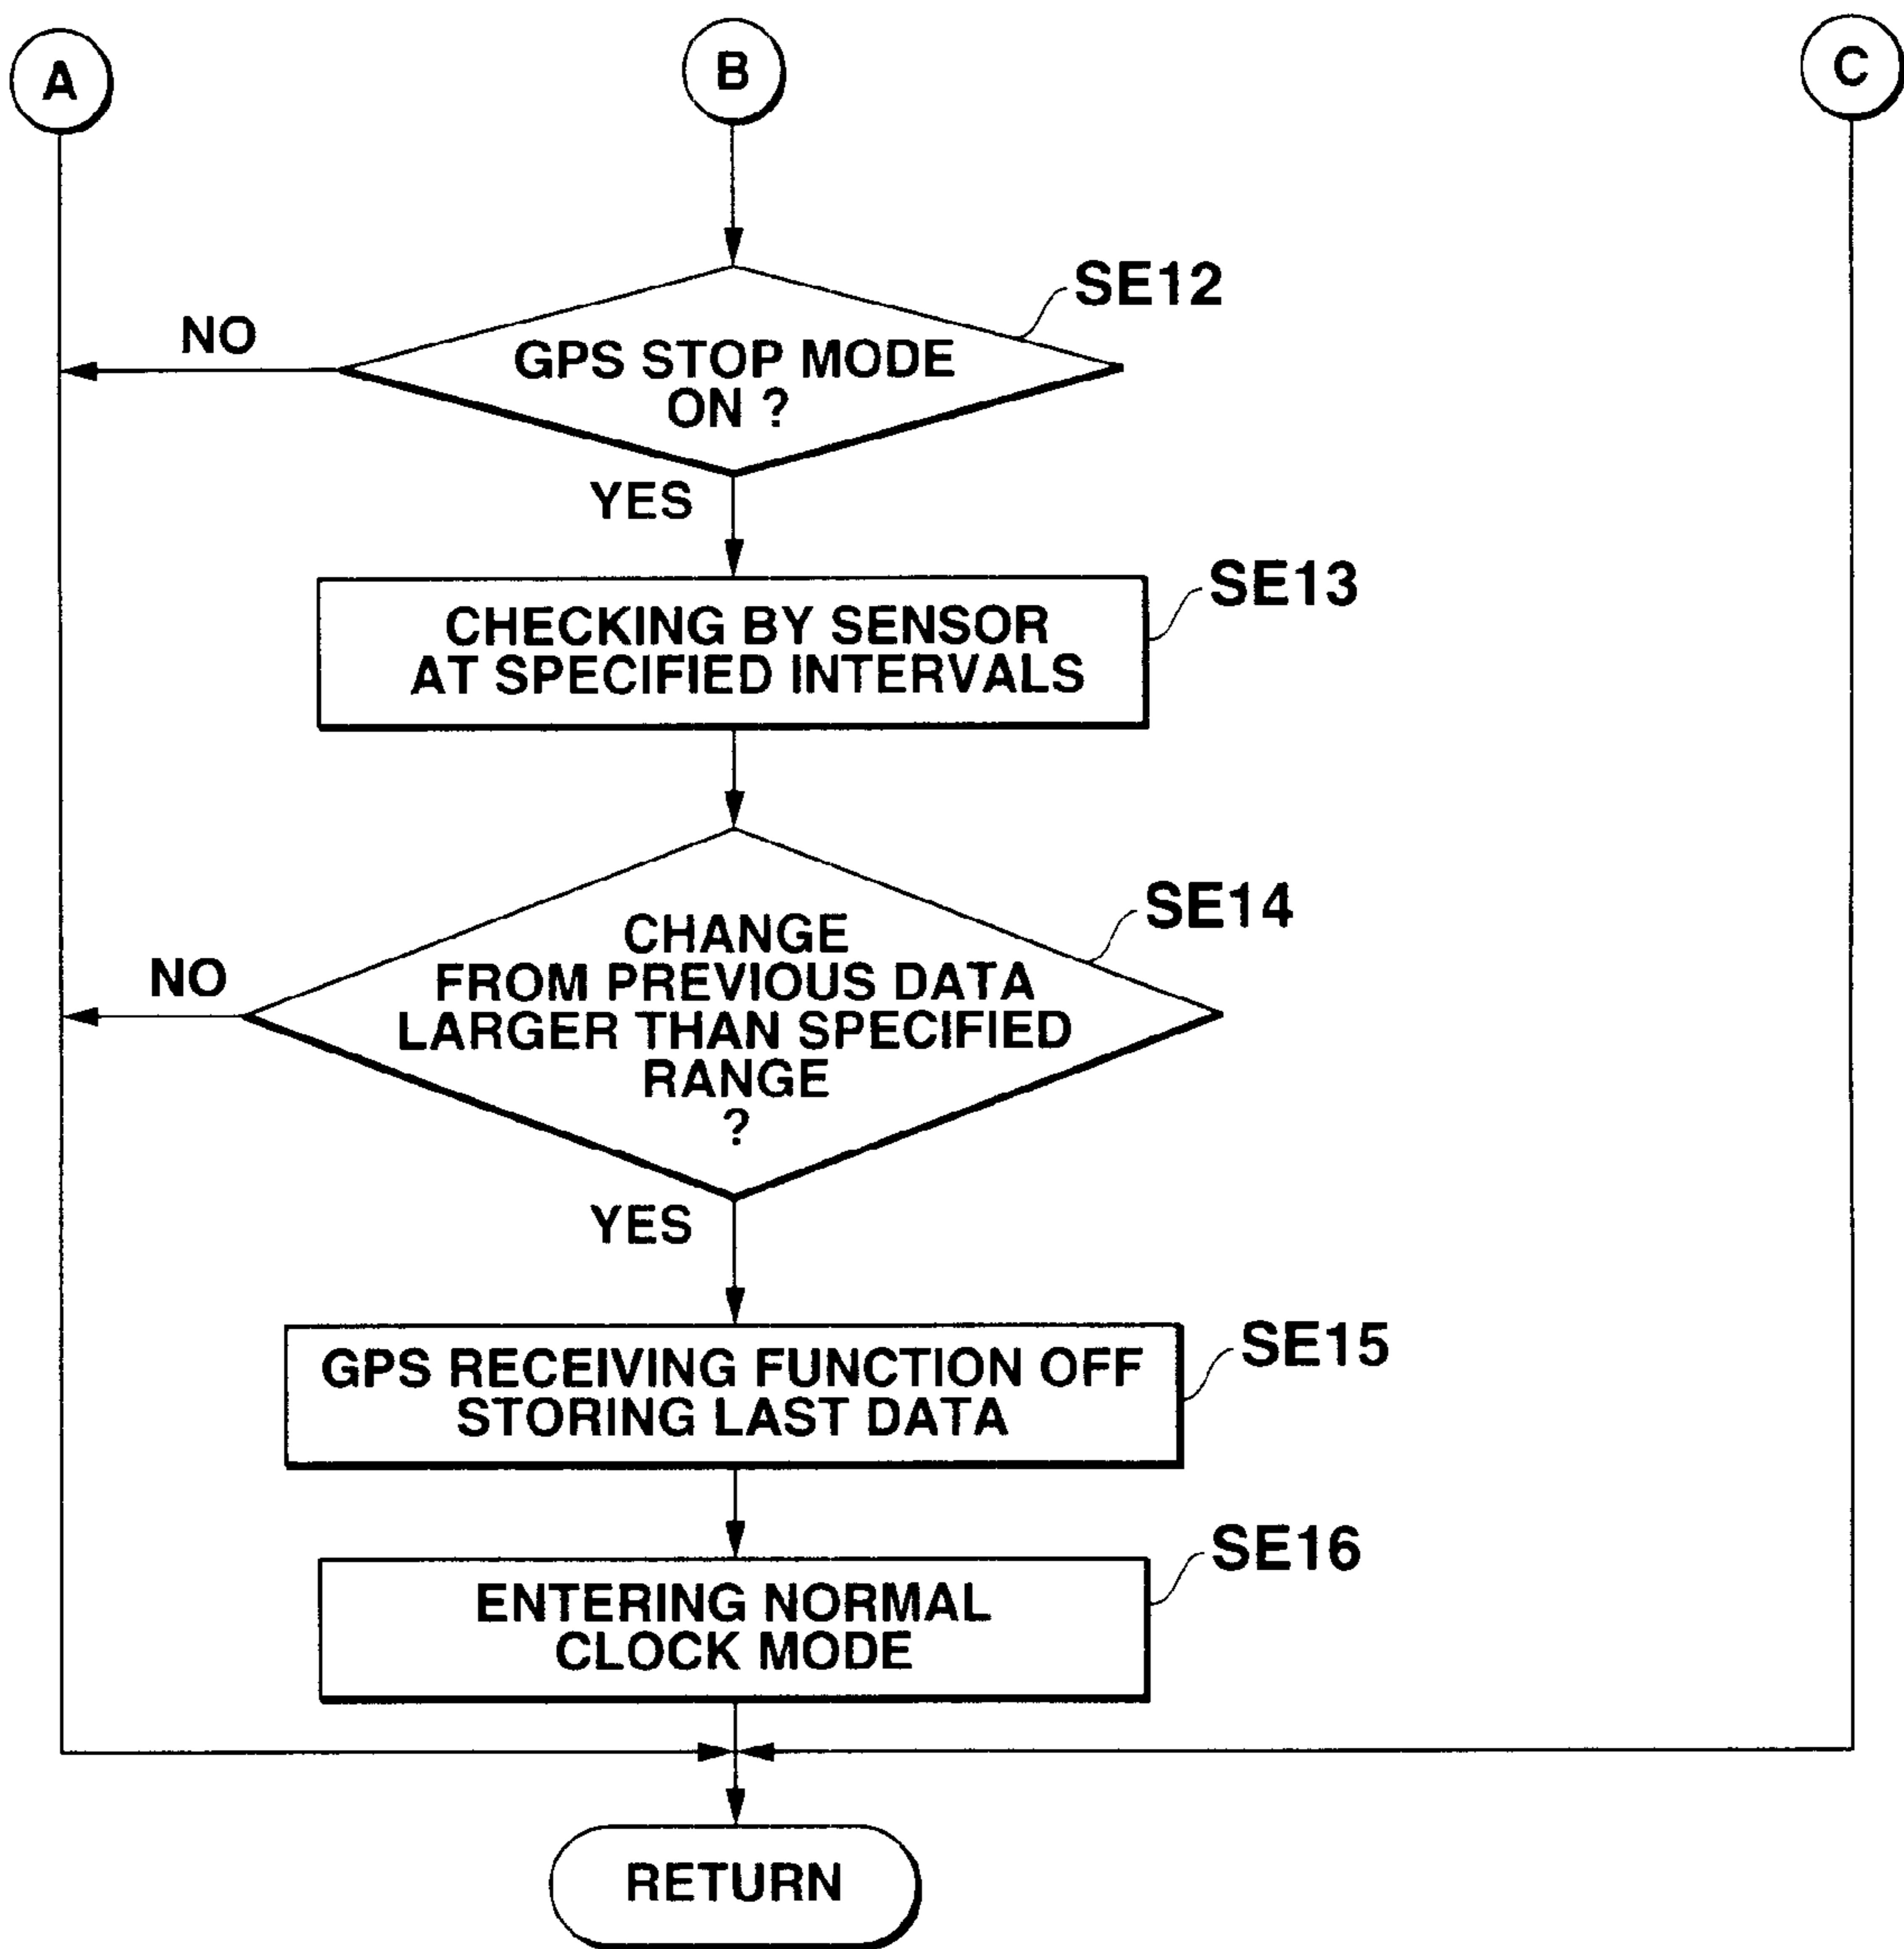 A
B
C
SE12
NO
GPS STOP MODE
ON ?
YES
SE13
CHECKING BY SENSOR
AT SPECIFIED INTERVALS
SE14
CHANGE
FROM PREVIOUS DATA
LARGER THAN SPECIFIED
RANGE
?
NO
YES
SE15
GPS RECEIVING FUNCTION OFF
STORING LAST DATA
SE16
ENTERING NORMAL
CLOCK MODE
RETURN